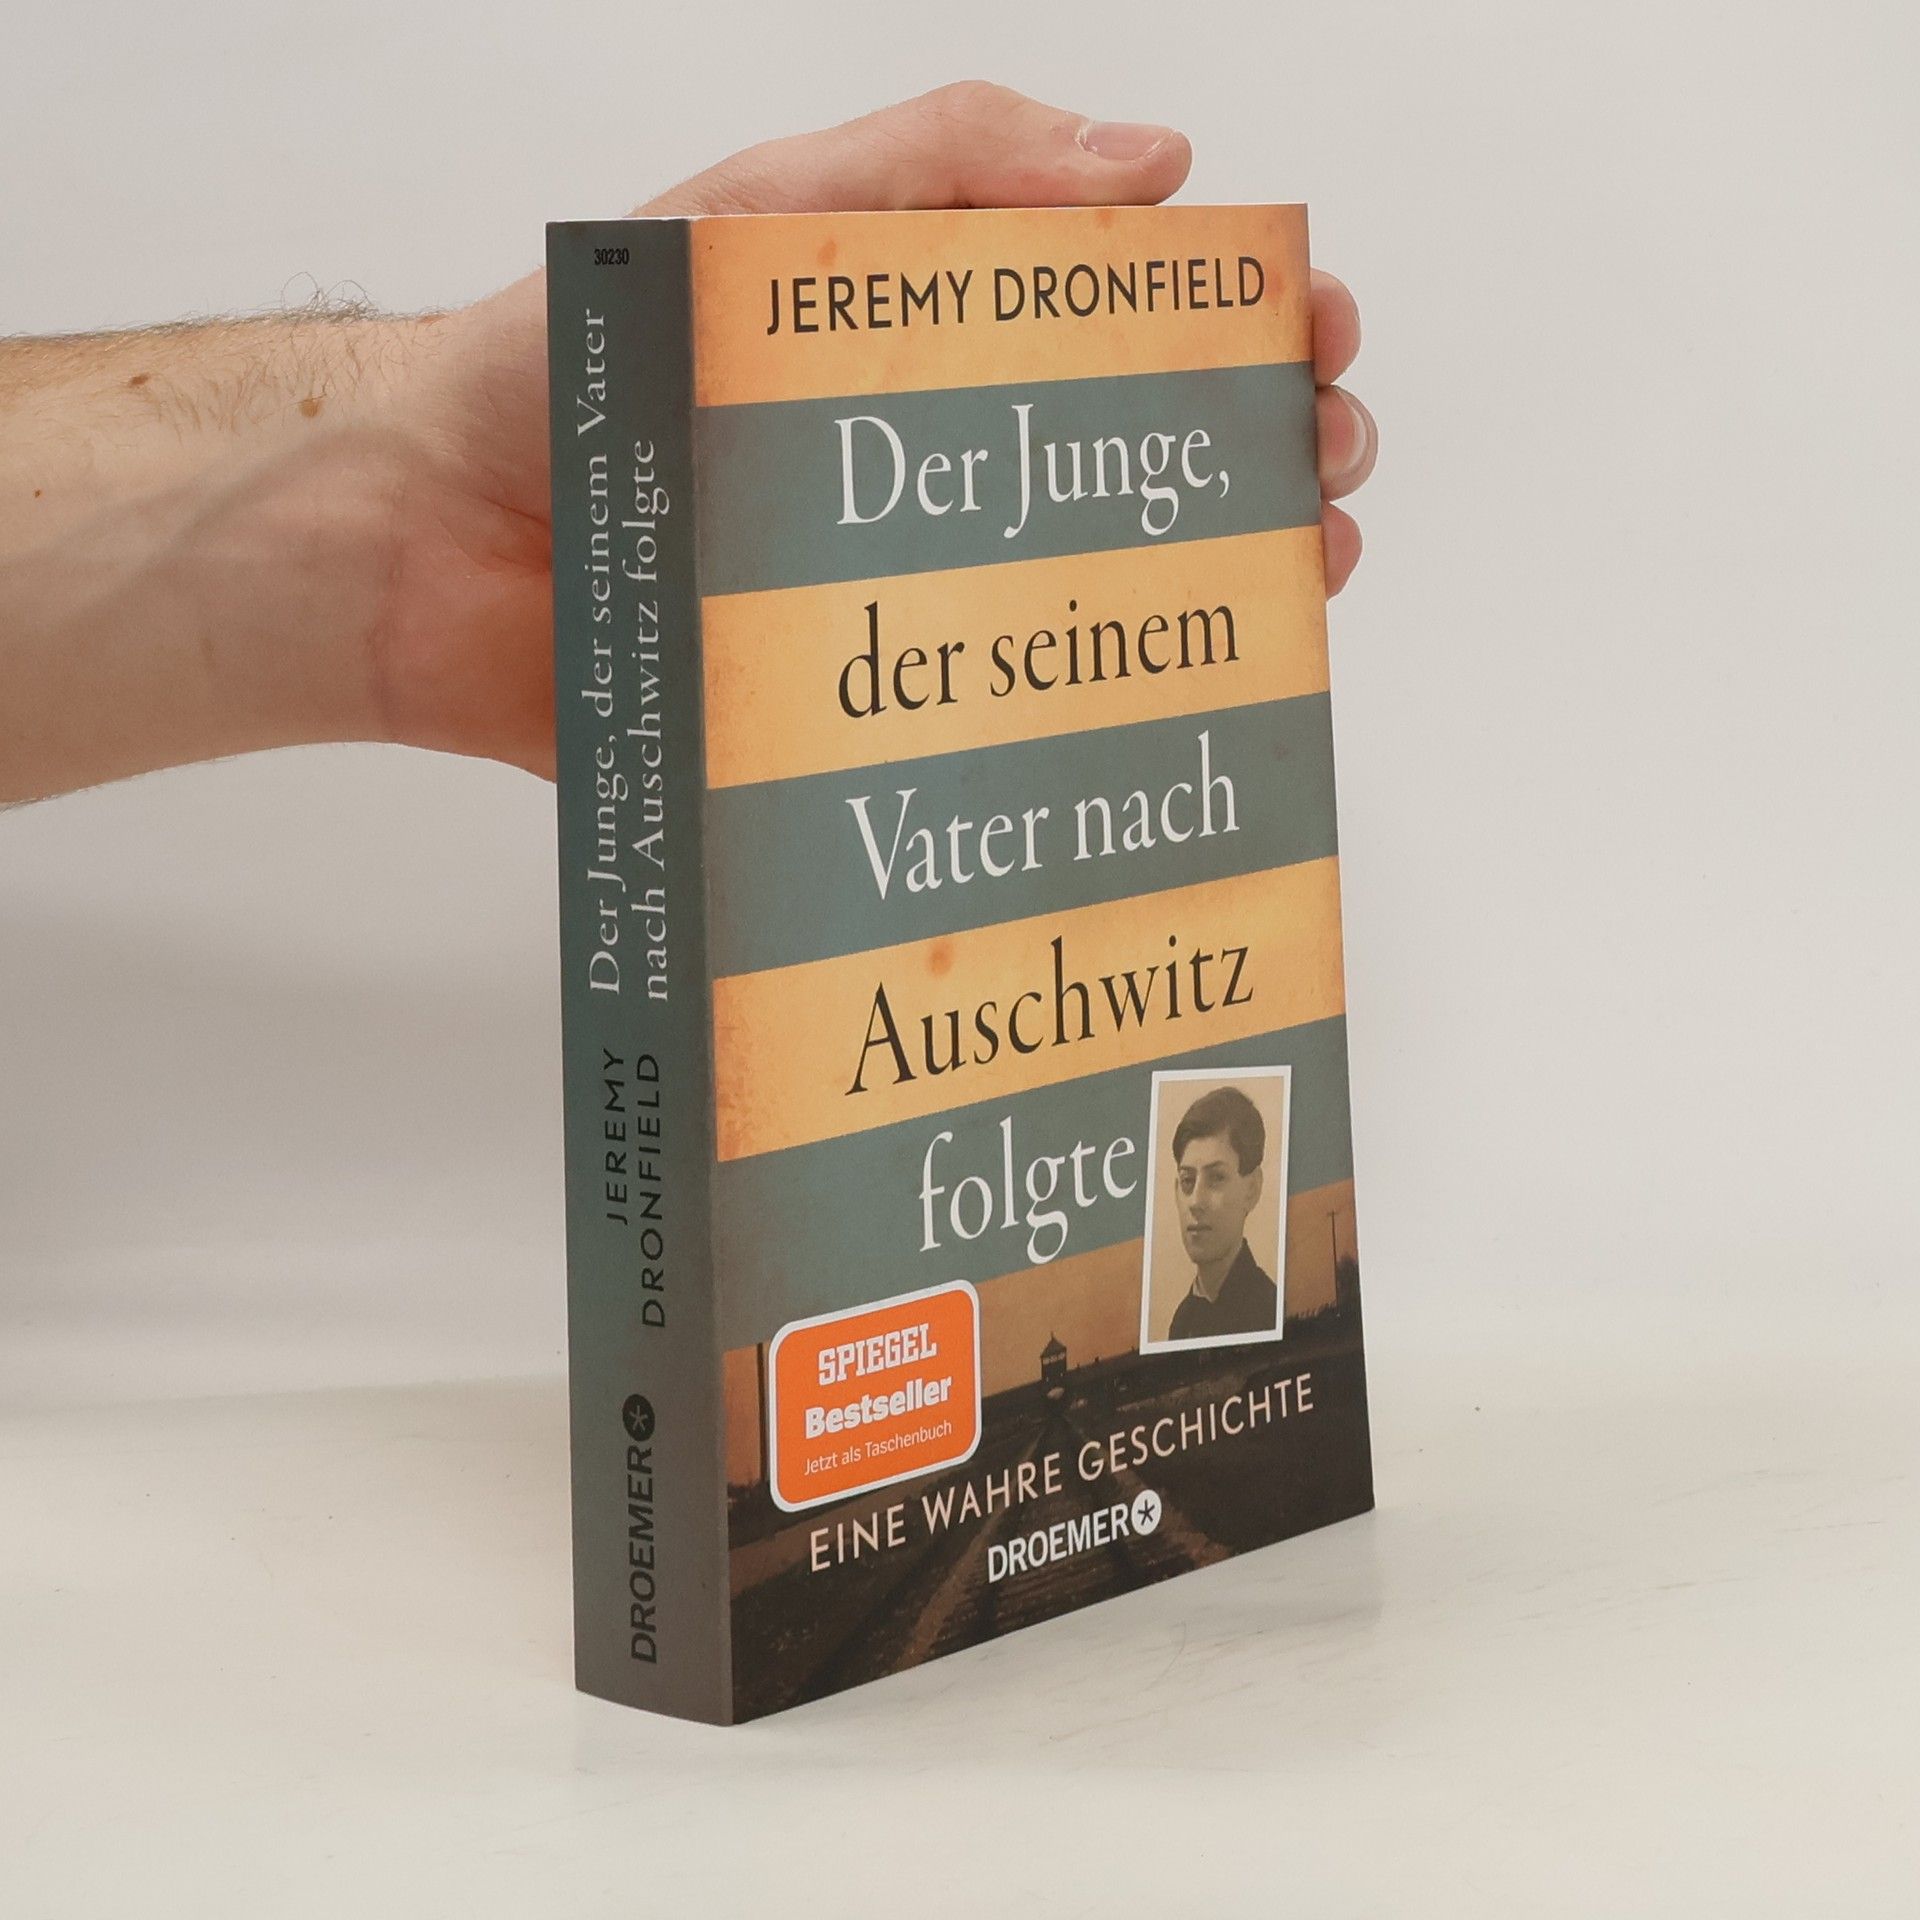 30230
Der Junge, der seinem Vater
nach Auschwitz folgte
JEREMY
DRONFIELD
DROEMER
JEREMY DRONFIELD
Der Junge,
der seinem
Vater nach
Auschwitz
folgte
SPIEGEL
Bestseller
Jetzt als Taschenbuch
EINE WAHRE GESCHICHTE
DROEMER